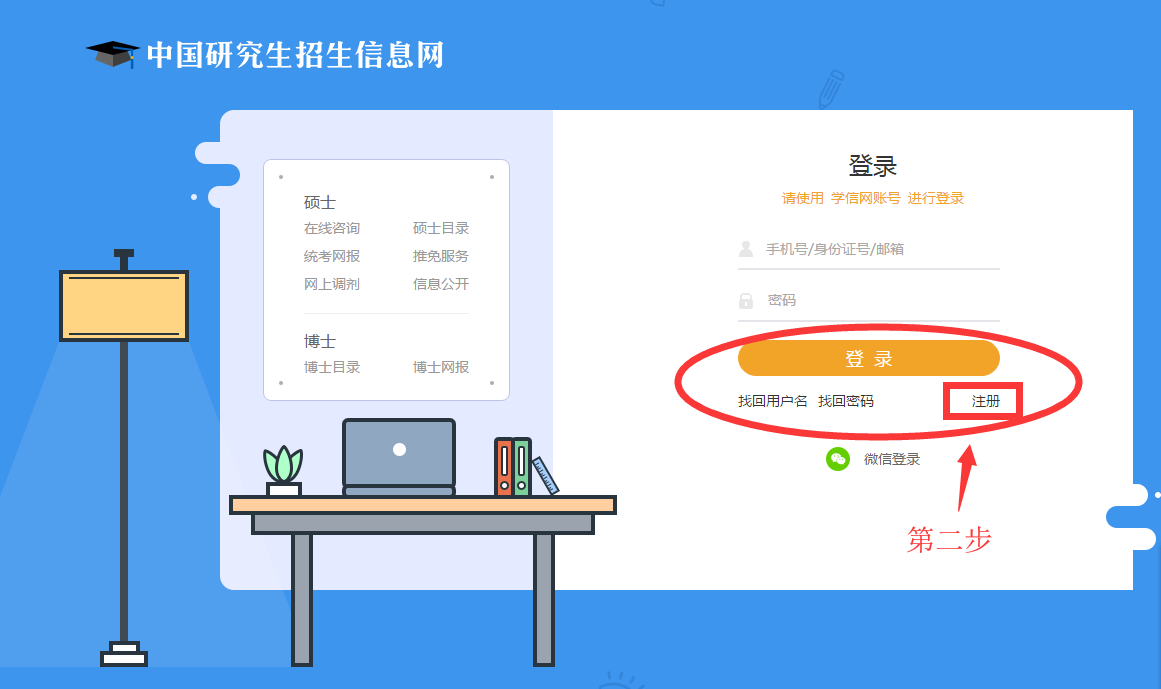 中国研究生招生信息网
硕士
在线咨询 硕士目录
统考网报 推免服务
网上调剂 信息公开
博士
博士目录 博士网报
登录
请使用 学信网账号 进行登录
手机号/身份证号/邮箱
密码
登 录
找回用户名 找回密码 注册
微信登录
第二步